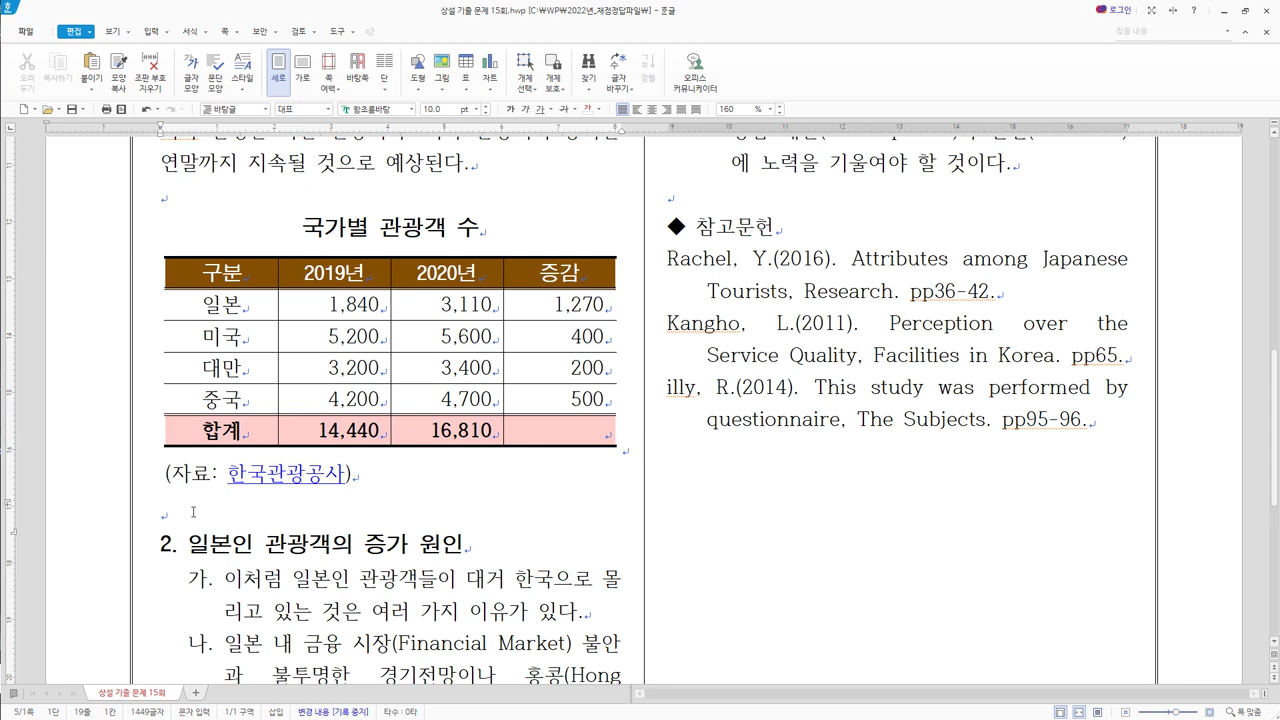 상설 기출 문제 15회.hwp [C:￦WP￦2022년_채점정답파일￦] - 훈글
로그인
파일 편집 보기 입력 서식 쪽 보안 검토 도구
찾을 내용
오려 두기 복사하기 붙이기 모양 복사 조판 부호 지우기 글자 모양 문단 모양 스타일 세로 가로 쪽 여백 바탕쪽 단 도형 그림 표 차트 개체 선택 개체 보호 찾기 글자 바꾸기 정렬 오피스 커뮤니케이터
바탕글 대표 함초롬바탕 10.0 pt 가 가 가 가 가 160 %
연말까지 지속될 것으로 예상된다.
국가별 관광객 수
구분 2019년 2020년 증감
일본 1,840 3,110 1,270
미국 5,200 5,600 400
대만 3,200 3,400 200
중국 4,200 4,700 500
합계 14,440 16,810
(자료: 한국관광공사)
2. 일본인 관광객의 증가 원인
가. 이처럼 일본인 관광객들이 대거 한국으로 몰
리고 있는 것은 여러 가지 이유가 있다.
나. 일본 내 금융 시장(Financial Market) 불안
과 불투명한 경기전망이나 홍콩(Hong
에 노력을 기울여야 할 것이다.
◆ 참고문헌
Rachel, Y.(2016). Attributes among Japanese
Tourists, Research. pp36-42.
Kangho, L.(2011). Perception over the
Service Quality, Facilities in Korea. pp65.
illy, R.(2014). This study was performed by
questionnaire, The Subjects. pp95-96.
상설 기출 문제 15회
5/1쪽 1단 19줄 1칸 1449글자 문자 입력 1/1 구역 삽입 변경 내용 [기록 중지] 타수 : 0타
폭 맞춤